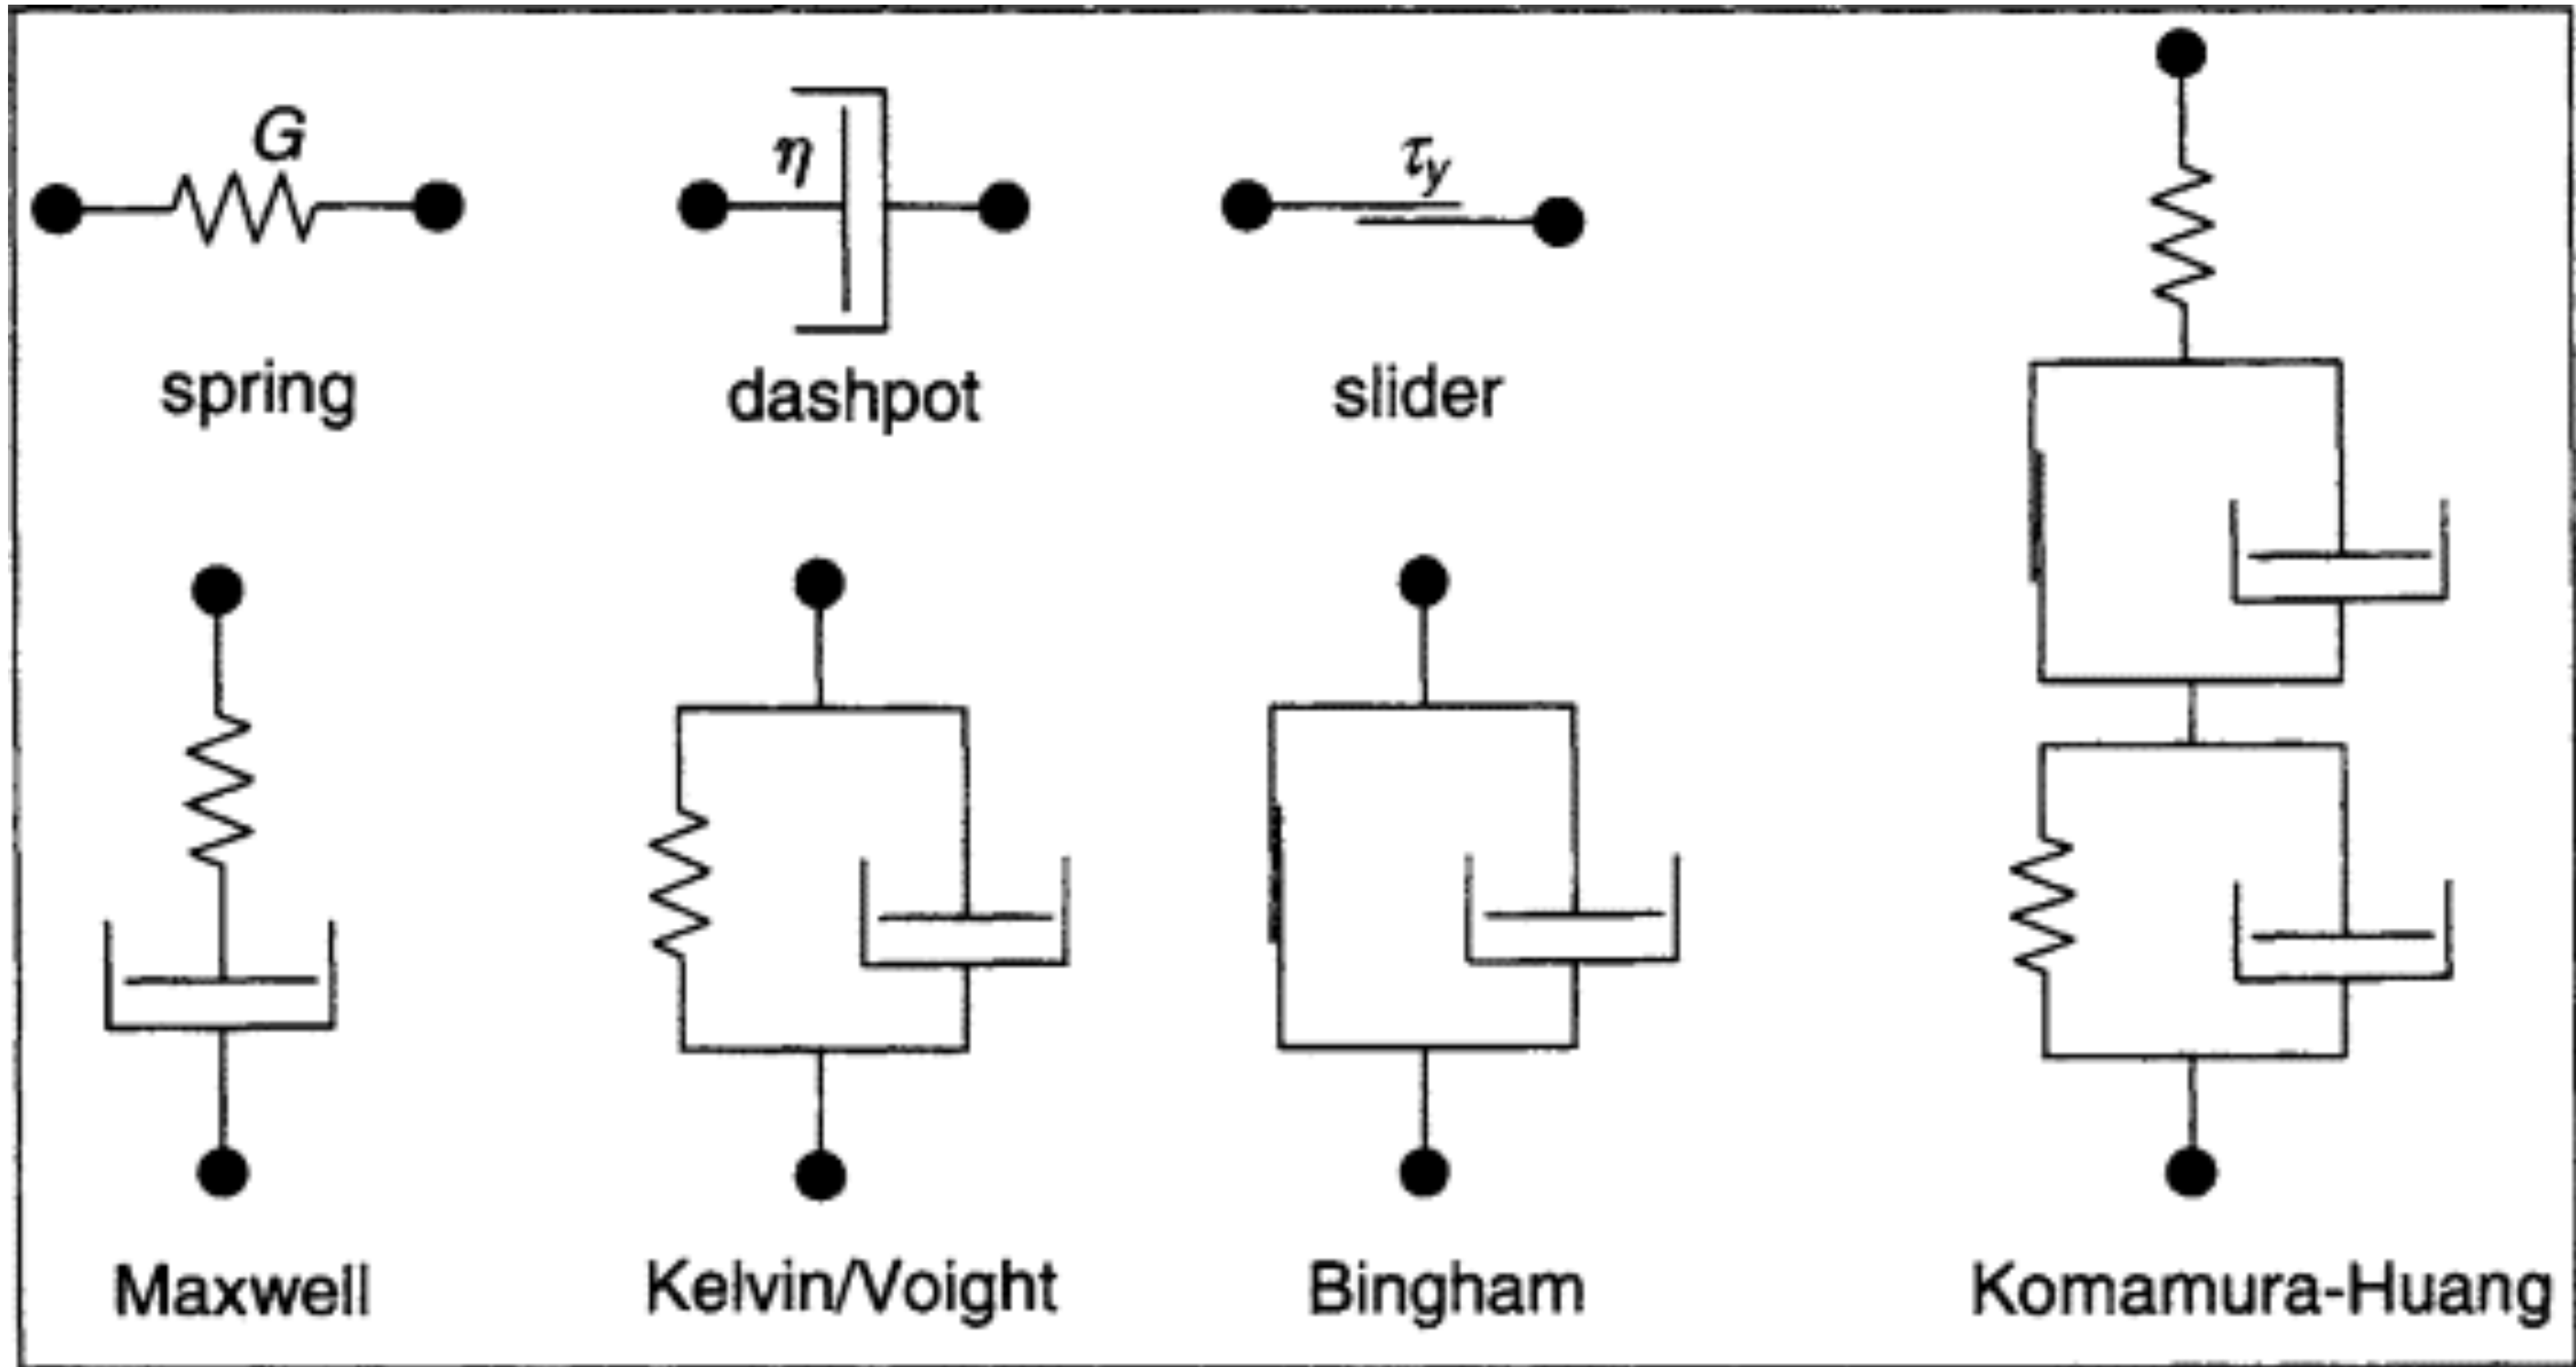 G
η
τy
spring
dashpot
slider
Maxwell
Kelvin/Voight
Bingham
Komamura-Huang